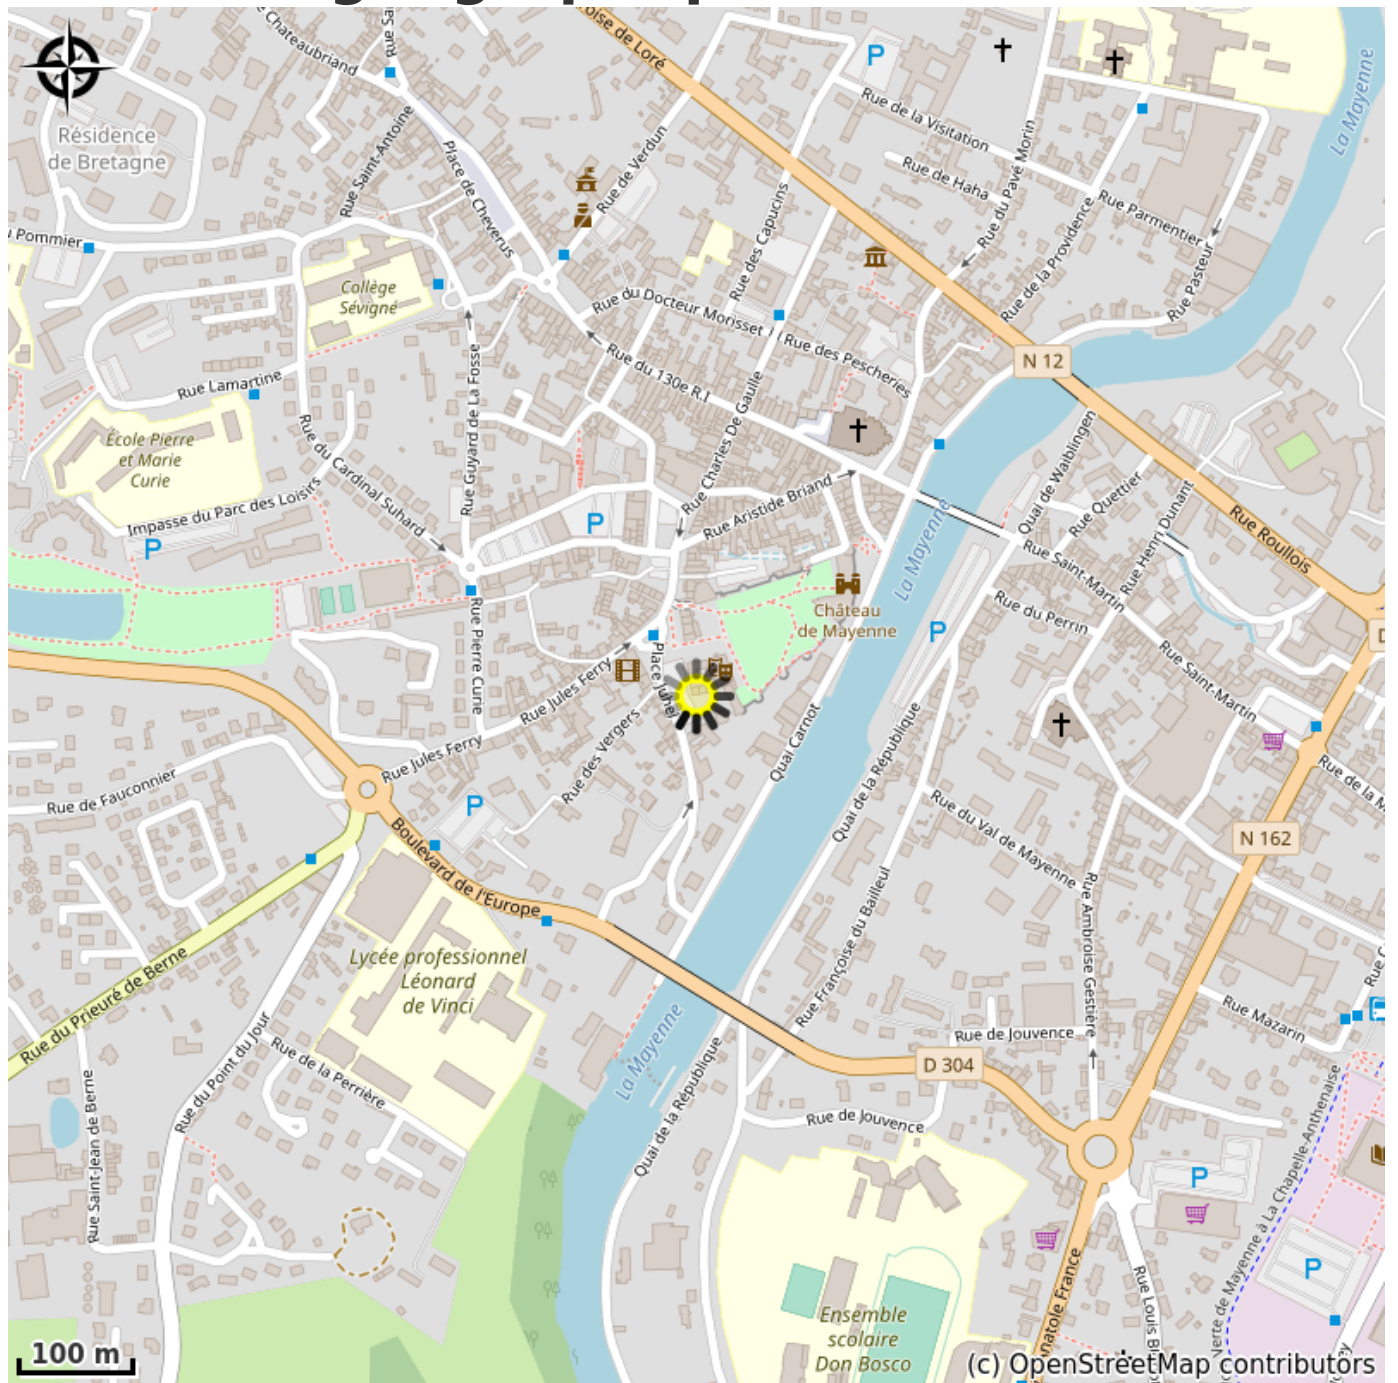 Rue de Chateaubriand
La Mayenne
Résidence
de Bretagne
Rue Saint-Antoine
Place de Cheverus
Rue de Verdun
Rue de la Visitation
Rue de Haha
Rue du Pavé Morin
Rue Parmentier
Rue de la Providence
Rue Pasteur
Pommier
P
Collège
Sévigné
Rue des Capucins
Rue du Docteur Morisset
Rue des Pescheries
Rue du 130e R.I
N 12
Rue Lamartine
Rue Guyard de La Fosse
Rue Charles De Gaulle
École Pierre
et Marie
Curie
Rue du Cardinal Suhard
Impasse du Parc des Loisirs
P
P
Rue Aristide Briand
La Mayenne
Quai de Waiblingen
Rue Quettier
Rue Henri Dunant
Rue Roullois
Rue Saint-Martin
Rue du Perrin
P
Château
de Mayenne
Rue Pierre Curie
Rue Jules Ferry
Place Juhel
Rue Saint-Martin
Rue des Vergers
Rue Jules Ferry
Quai Carnot
Quai de la République
Rue de Fauconnier
P
Boulevard de l'Europe
Rue du Val de Mayenne
N 162
Rue Ambroise Gestière
Rue Françoise du Bailleul
Lycée professionnel
Léonard
de Vinci
Rue du Prieuré de Berne
Rue du Point du Jour
Rue de la Perrière
La Mayenne
Quai de la République
Rue de Jouvence
D 304
Rue Mazarin
Rue de Jouvence
Rue Saint-Jean de Berne
P
P
Verte de Mayenne à La Chapelle-Anthenaise
Anatole France
Ensemble
scolaire
Don Bosco
100 m
(c) OpenStreetMap contributors